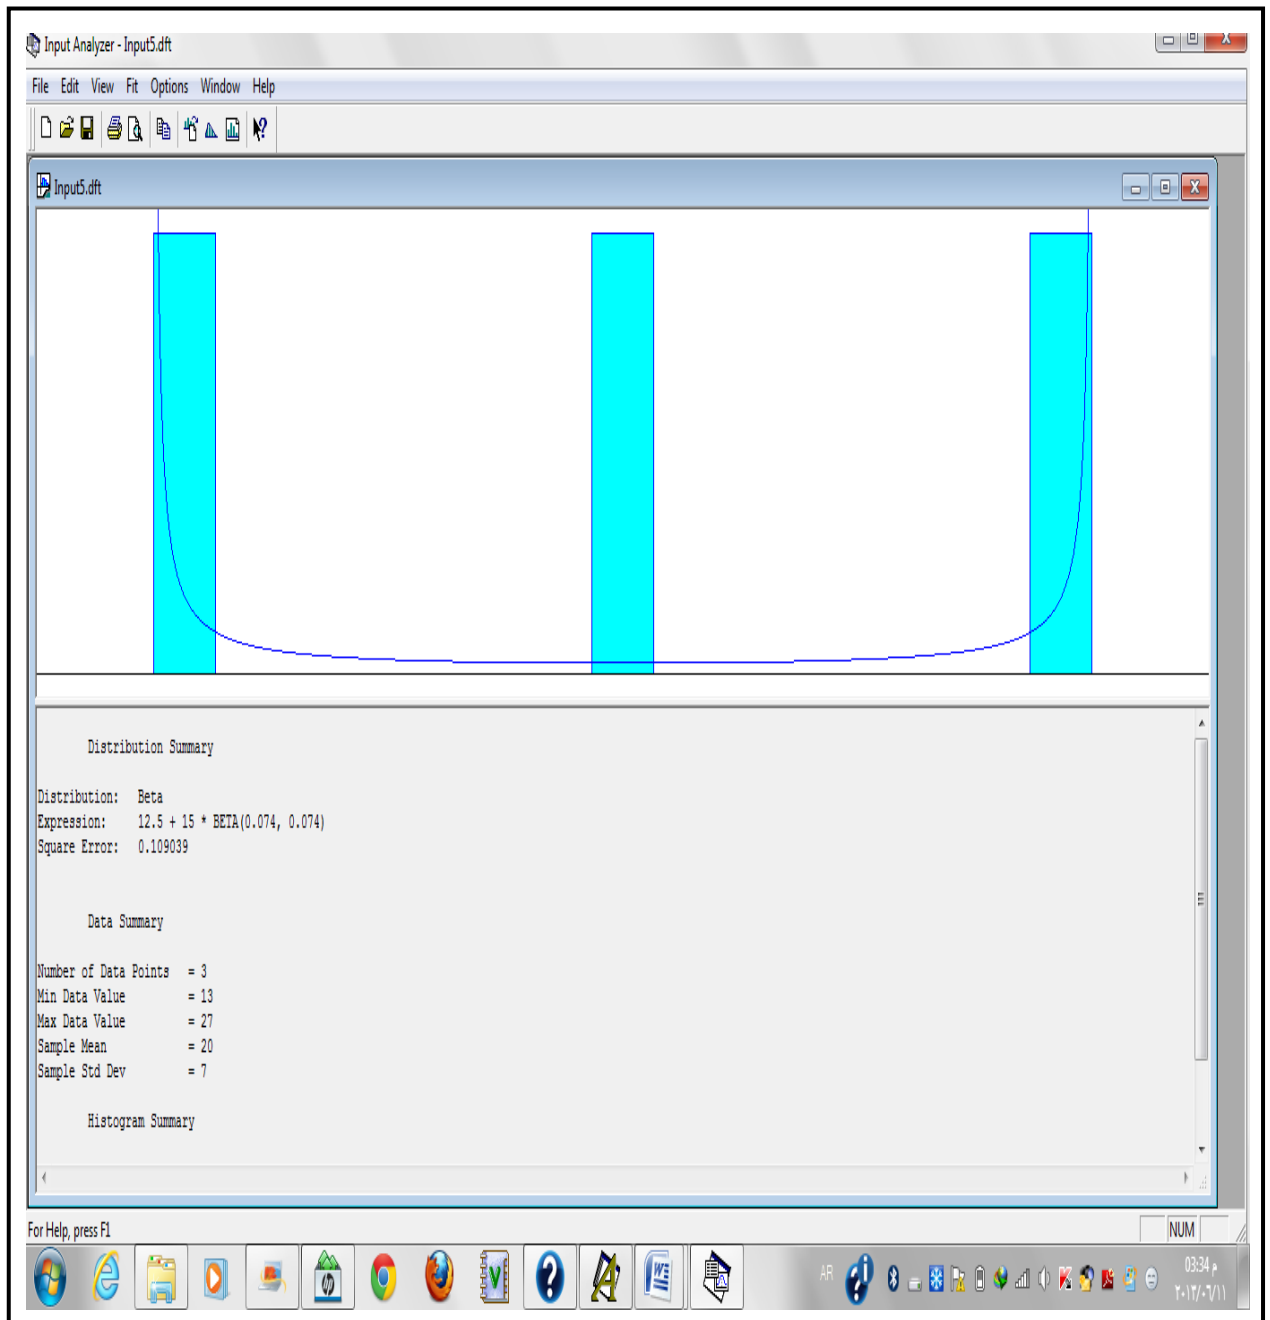 Input Analyzer - Input5.dft
File Edit View Fit Options Window Help
Input5.dft
Distribution Summary
Distribution: Beta
Expression: 12.5 + 15 * BETA(0.074, 0.074)
Square Error: 0.109039
Data Summary
Number of Data Points = 3
Min Data Value = 13
Max Data Value = 27
Sample Mean = 20
Sample Std Dev = 7
Histogram Summary
For Help, press F1
NUM
AR
03:34 م
٢٠١٣/٠٦/١١